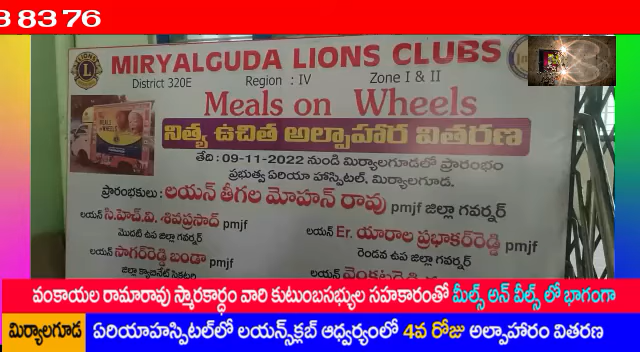 8 83 76
MIRYALGUDA LIONS CLUBS
District 320E Region : IV Zone I & II
Meals on Wheels
నిత్య ఉచిత అల్పాహార వితరణ
తేది : 09-11-2022 నుండి మిర్యాలగూడలో ప్రారంభం
ప్రభుత్వ ఏరియా హాస్పిటల్, మిర్యాలగూడ.
ప్రారంభకులు : లయన్ తీగల మోహన్ రావు pmjf జిల్లా గవర్నర్
లయన్ సి.హెచ్.వి. శివప్రసాద్ pmjf
మొదటి ఉప జిల్లా గవర్నర్
లయన్ Er. యారాల ప్రభాకర్‌రెడ్డి pmjf
రెండవ ఉప జిల్లా గవర్నర్
లయన్ సాగర్‌రెడ్డి బండా pmjf
జిల్లా క్యాబినెట్ సెక్రటరి
లయన్
వంకాయల రామారావు స్మారకార్ధం వారి కుటుంబసభ్యుల సహకారంతో మీల్స్ అన్ వీల్స్ లో భాగంగా
మిర్యాలగూడ ఏరియాహస్పిటల్‌లో లయన్స్‌క్లబ్ ఆధ్వర్యంలో 4వ రోజు అల్పాహారం వితరణ